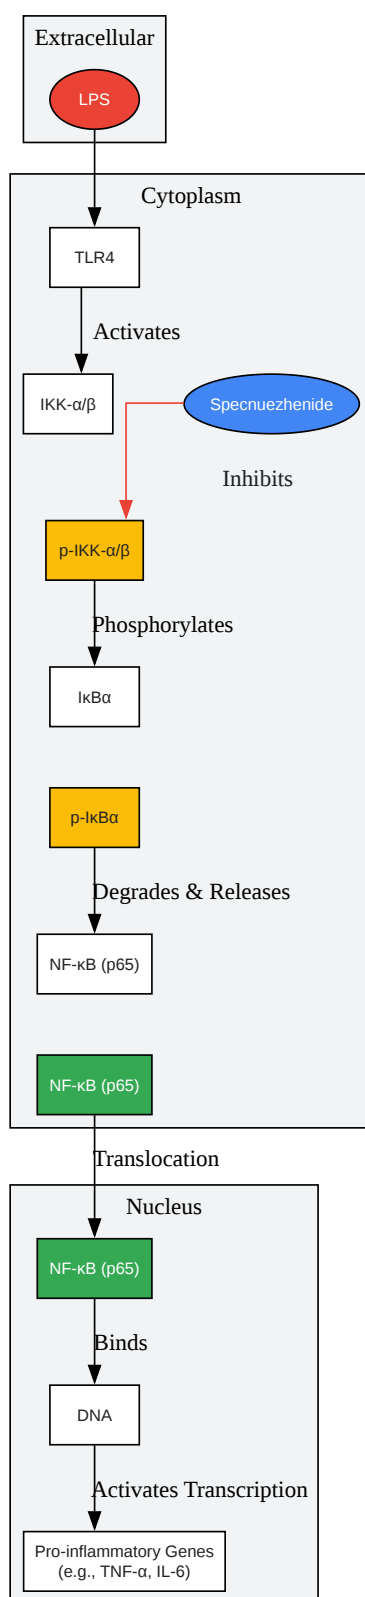 Extracellular
LPS
Cytoplasm
TLR4
Activates
IKK-α/β
Specnuezhenide
Inhibits
p-IKK-α/β
Phosphorylates
IκBα
p-IκBα
Degrades & Releases
NF-κB (p65)
NF-κB (p65)
Translocation
Nucleus
NF-κB (p65)
Binds
DNA
Activates Transcription
Pro-inflammatory Genes
(e.g., TNF-α, IL-6)